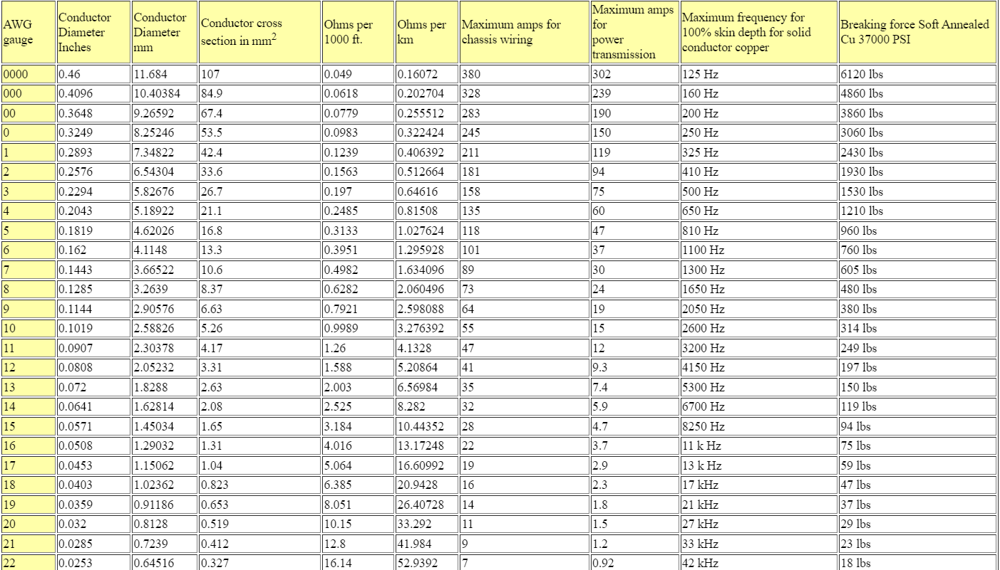 AWG gauge | Conductor Diameter Inches | Conductor Diameter mm | Conductor cross section in mm2 | Ohms per 1000 ft. | Ohms per km | Maximum amps for chassis wiring | Maximum amps for power transmission | Maximum frequency for 100% skin depth for solid conductor copper | Breaking force Soft Annealed Cu 37000 PSI
0000 | 0.46 | 11.684 | 107 | 0.049 | 0.16072 | 380 | 302 | 125 Hz | 6120 lbs
000 | 0.4096 | 10.40384 | 84.9 | 0.0618 | 0.202704 | 328 | 239 | 160 Hz | 4860 lbs
00 | 0.3648 | 9.26592 | 67.4 | 0.0779 | 0.255512 | 283 | 190 | 200 Hz | 3860 lbs
0 | 0.3249 | 8.25246 | 53.5 | 0.0983 | 0.322424 | 245 | 150 | 250 Hz | 3060 lbs
1 | 0.2893 | 7.34822 | 42.4 | 0.1239 | 0.406392 | 211 | 119 | 325 Hz | 2430 lbs
2 | 0.2576 | 6.54304 | 33.6 | 0.1563 | 0.512664 | 181 | 94 | 410 Hz | 1930 lbs
3 | 0.2294 | 5.82676 | 26.7 | 0.197 | 0.64616 | 158 | 75 | 500 Hz | 1530 lbs
4 | 0.2043 | 5.18922 | 21.1 | 0.2485 | 0.81508 | 135 | 60 | 650 Hz | 1210 lbs
5 | 0.1819 | 4.62026 | 16.8 | 0.3133 | 1.027624 | 118 | 47 | 810 Hz | 960 lbs
6 | 0.162 | 4.1148 | 13.3 | 0.3951 | 1.295928 | 101 | 37 | 1100 Hz | 760 lbs
7 | 0.1443 | 3.66522 | 10.6 | 0.4982 | 1.634096 | 89 | 30 | 1300 Hz | 605 lbs
8 | 0.1285 | 3.2639 | 8.37 | 0.6282 | 2.060496 | 73 | 24 | 1650 Hz | 480 lbs
9 | 0.1144 | 2.90576 | 6.63 | 0.7921 | 2.598088 | 64 | 19 | 2050 Hz | 380 lbs
10 | 0.1019 | 2.58826 | 5.26 | 0.9989 | 3.276392 | 55 | 15 | 2600 Hz | 314 lbs
11 | 0.0907 | 2.30378 | 4.17 | 1.26 | 4.1328 | 47 | 12 | 3200 Hz | 249 lbs
12 | 0.0808 | 2.05232 | 3.31 | 1.588 | 5.20864 | 41 | 9.3 | 4150 Hz | 197 lbs
13 | 0.072 | 1.8288 | 2.63 | 2.003 | 6.56984 | 35 | 7.4 | 5300 Hz | 150 lbs
14 | 0.0641 | 1.62814 | 2.08 | 2.525 | 8.282 | 32 | 5.9 | 6700 Hz | 119 lbs
15 | 0.0571 | 1.45034 | 1.65 | 3.184 | 10.44352 | 28 | 4.7 | 8250 Hz | 94 lbs
16 | 0.0508 | 1.29032 | 1.31 | 4.016 | 13.17248 | 22 | 3.7 | 11 k Hz | 75 lbs
17 | 0.0453 | 1.15062 | 1.04 | 5.064 | 16.60992 | 19 | 2.9 | 13 k Hz | 59 lbs
18 | 0.0403 | 1.02362 | 0.823 | 6.385 | 20.9428 | 16 | 2.3 | 17 kHz | 47 lbs
19 | 0.0359 | 0.91186 | 0.653 | 8.051 | 26.40728 | 14 | 1.8 | 21 kHz | 37 lbs
20 | 0.032 | 0.8128 | 0.519 | 10.15 | 33.292 | 11 | 1.5 | 27 kHz | 29 lbs
21 | 0.0285 | 0.7239 | 0.412 | 12.8 | 41.984 | 9 | 1.2 | 33 kHz | 23 lbs
22 | 0.0253 | 0.64516 | 0.327 | 16.14 | 52.9392 | 7 | 0.92 | 42 kHz | 18 lbs